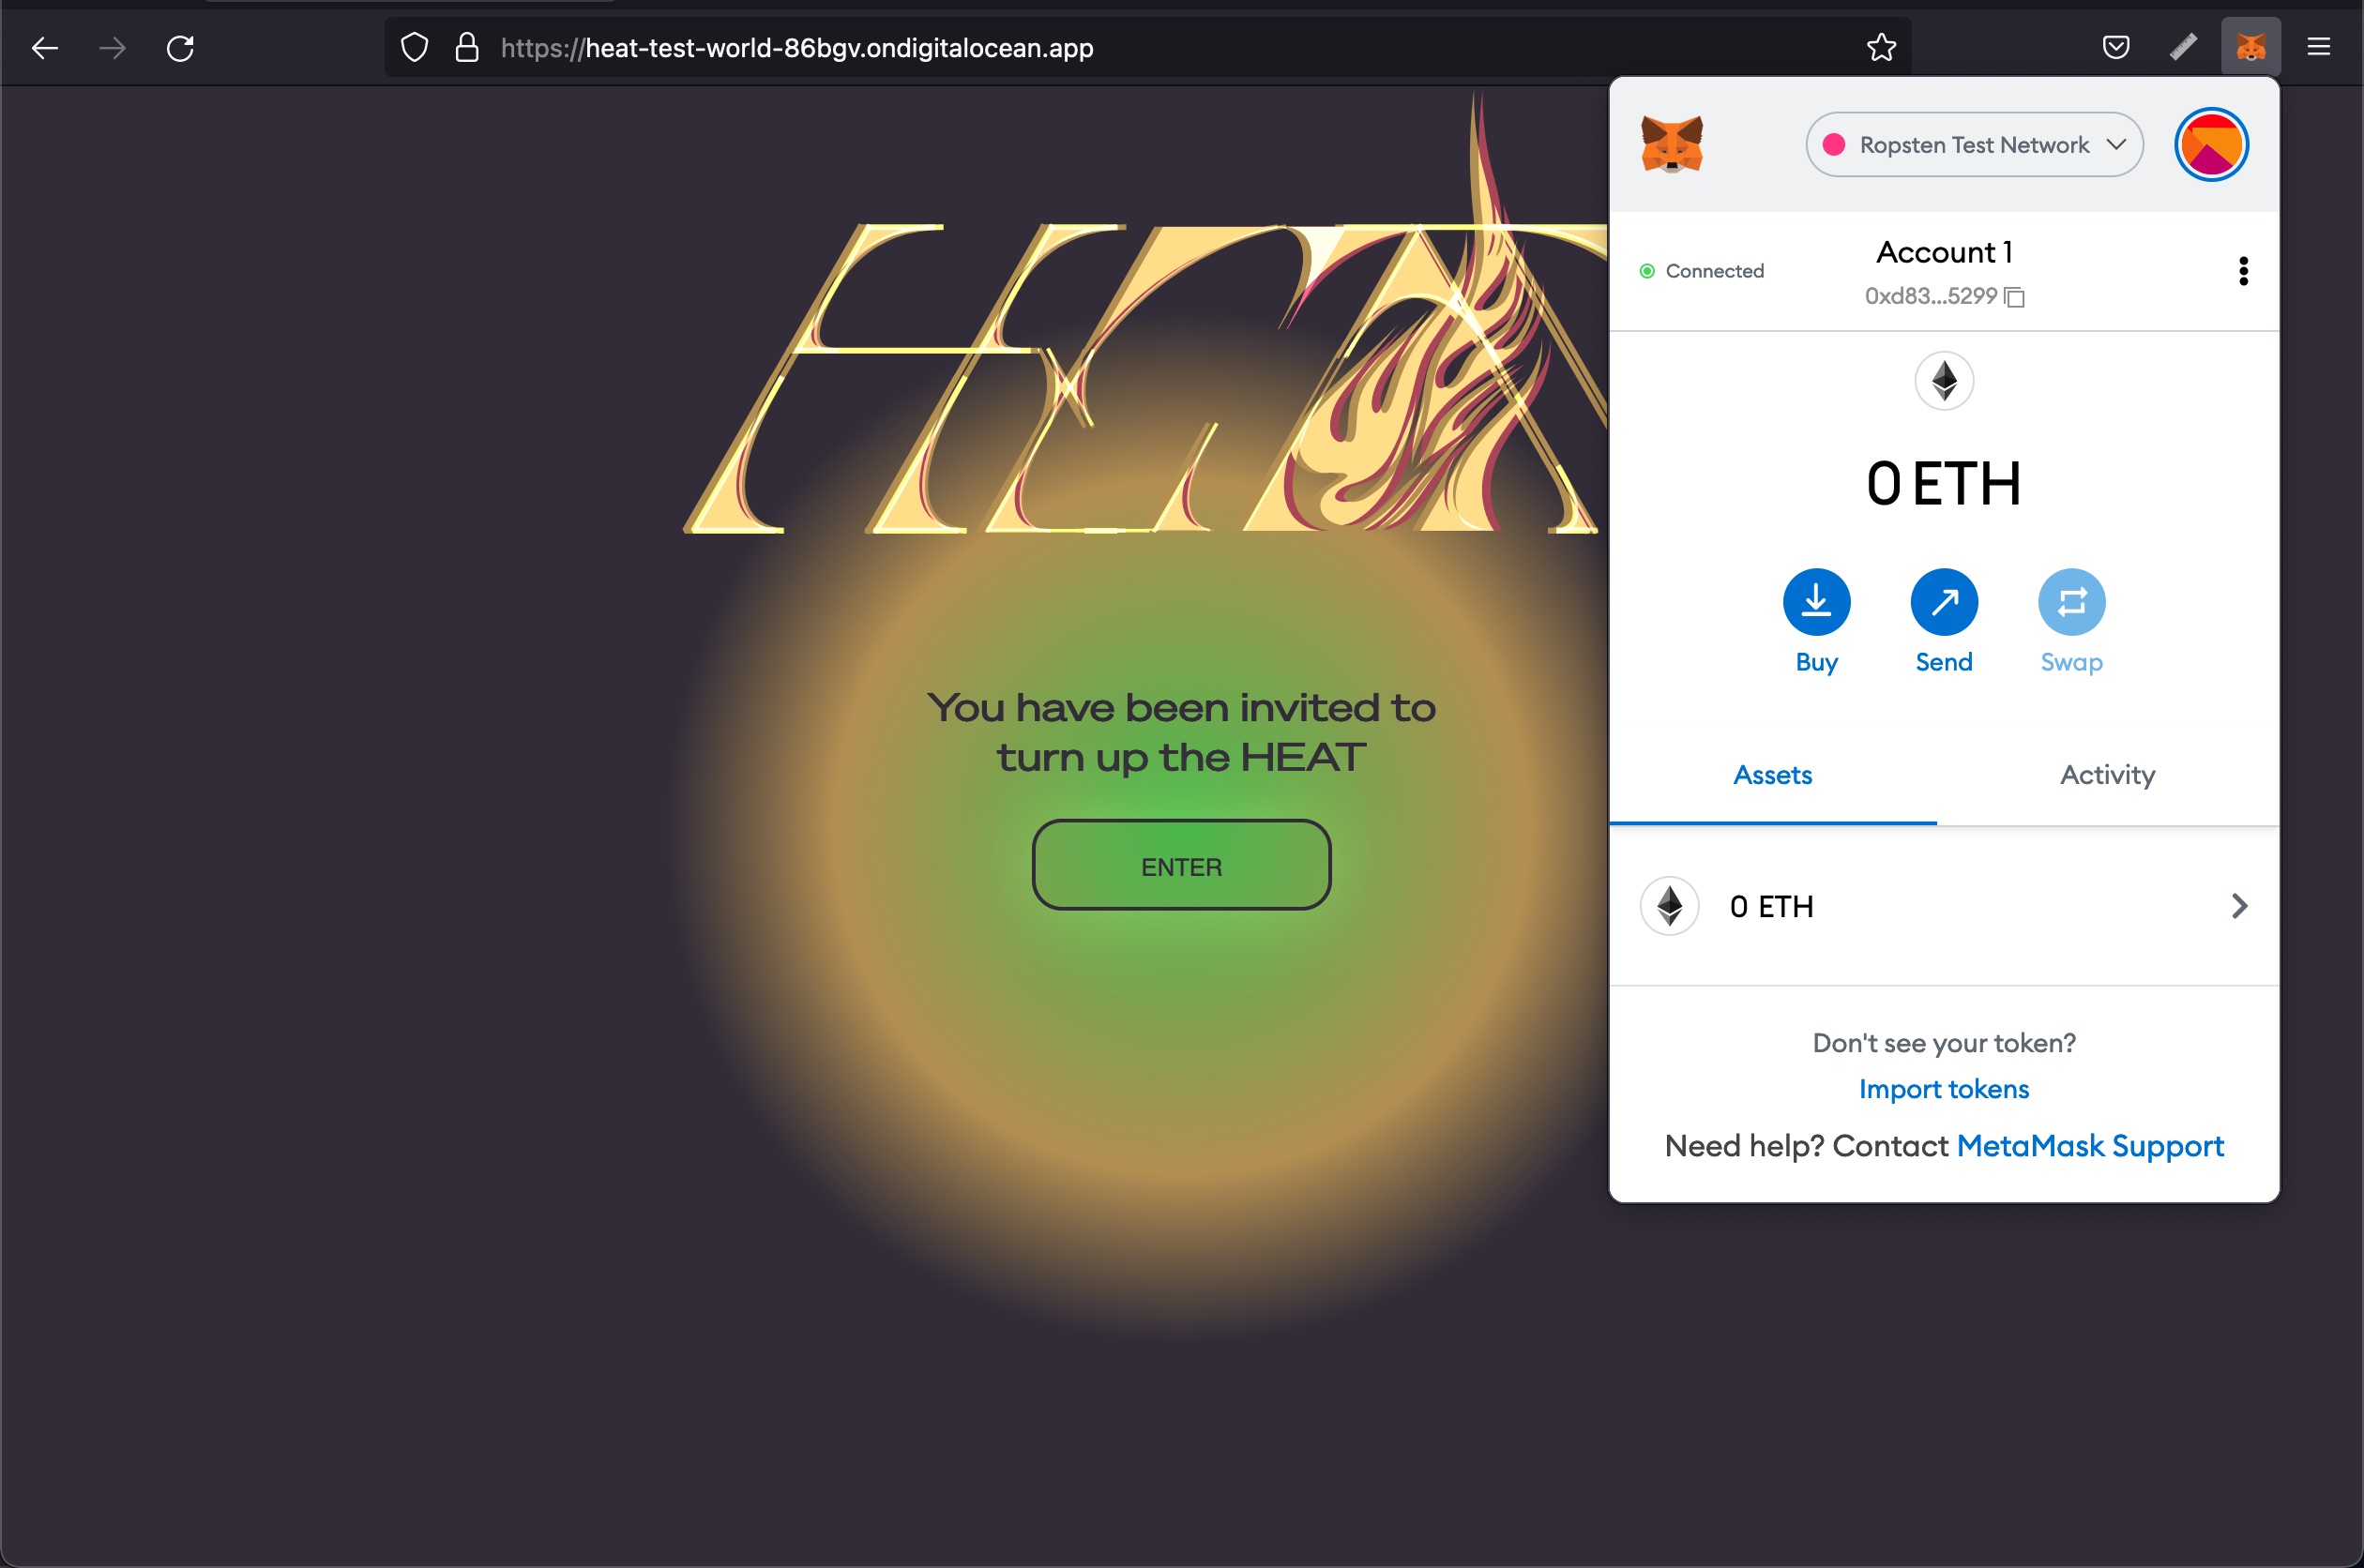 https://heat-test-world-86bgv.ondigitalocean.app
HEAT
You have been invited to
turn up the HEAT
ENTER
Ropsten Test Network
Connected
Account 1
0xd83...5299
0 ETH
Buy
Send
Swap
Assets
Activity
0 ETH
Don't see your token?
Import tokens
Need help? Contact MetaMask Support